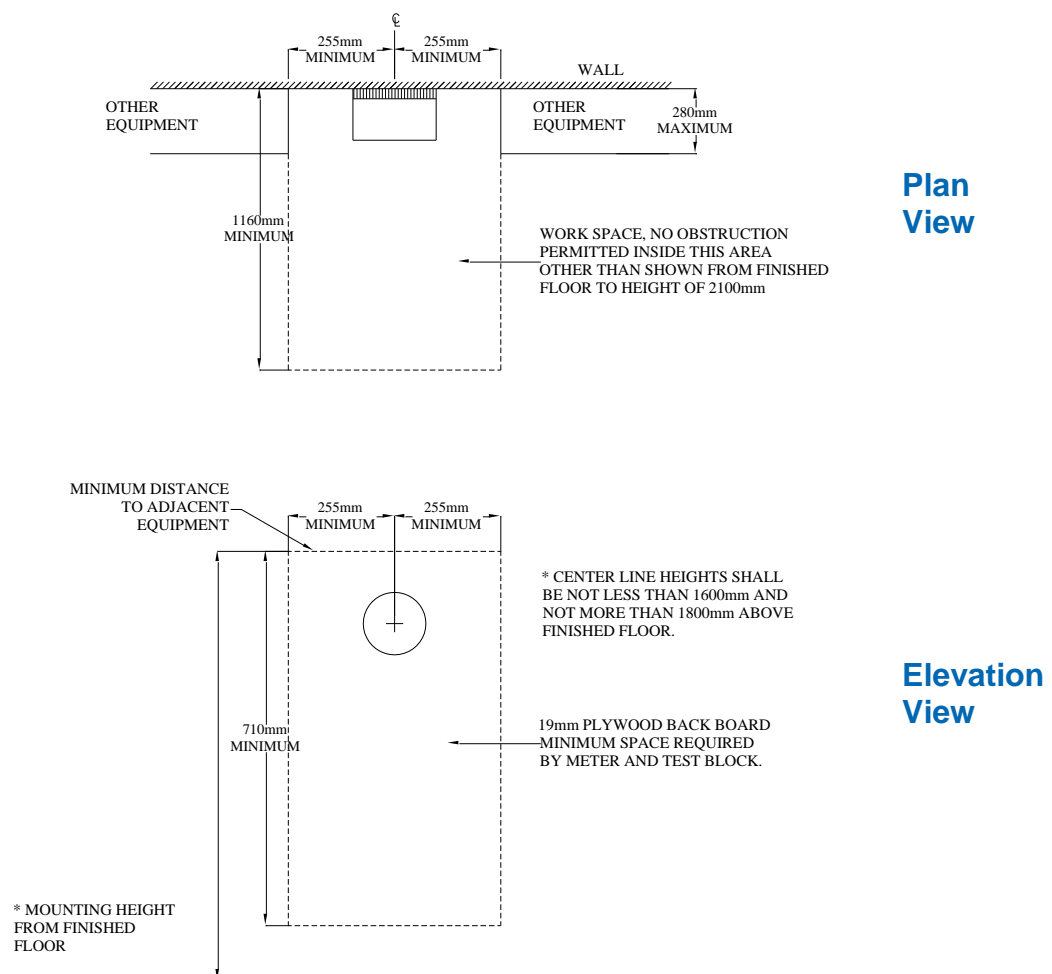 ℄
255mm
MINIMUM
255mm
MINIMUM
WALL
OTHER
EQUIPMENT
OTHER
EQUIPMENT
280mm
MAXIMUM
Plan
View
1160mm
MINIMUM
WORK SPACE, NO OBSTRUCTION
PERMITTED INSIDE THIS AREA
OTHER THAN SHOWN FROM FINISHED
FLOOR TO HEIGHT OF 2100mm
MINIMUM DISTANCE
TO ADJACENT
EQUIPMENT
255mm
MINIMUM
255mm
MINIMUM
* CENTER LINE HEIGHTS SHALL
BE NOT LESS THAN 1600mm AND
NOT MORE THAN 1800mm ABOVE
FINISHED FLOOR.
Elevation
View
710mm
MINIMUM
19mm PLYWOOD BACK BOARD
MINIMUM SPACE REQUIRED
BY METER AND TEST BLOCK.
* MOUNTING HEIGHT
FROM FINISHED
FLOOR